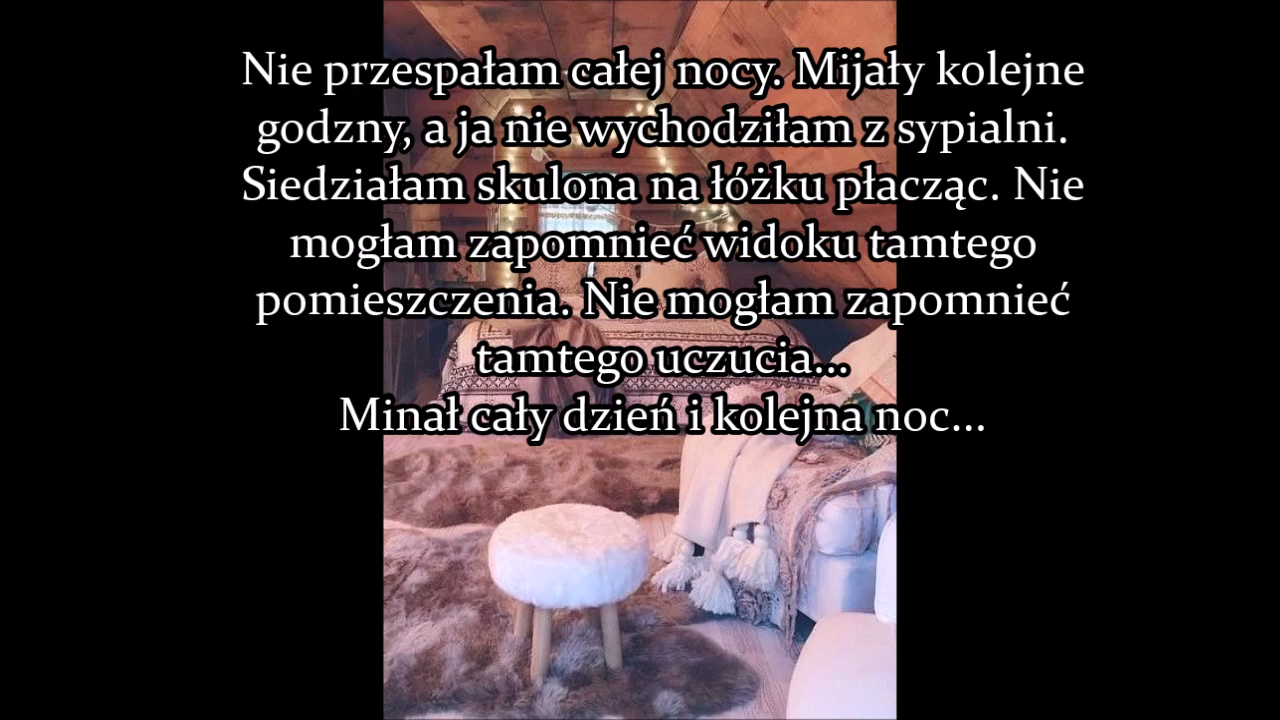 Nie przespałam całej nocy. Mijały kolejne
godzny, a ja nie wychodziłam z sypialni.
Siedziałam skulona na łóżku płacząc. Nie
mogłam zapomnieć widoku tamtego
pomieszczenia. Nie mogłam zapomnieć
tamtego uczucia...
Minał cały dzień i kolejna noc...